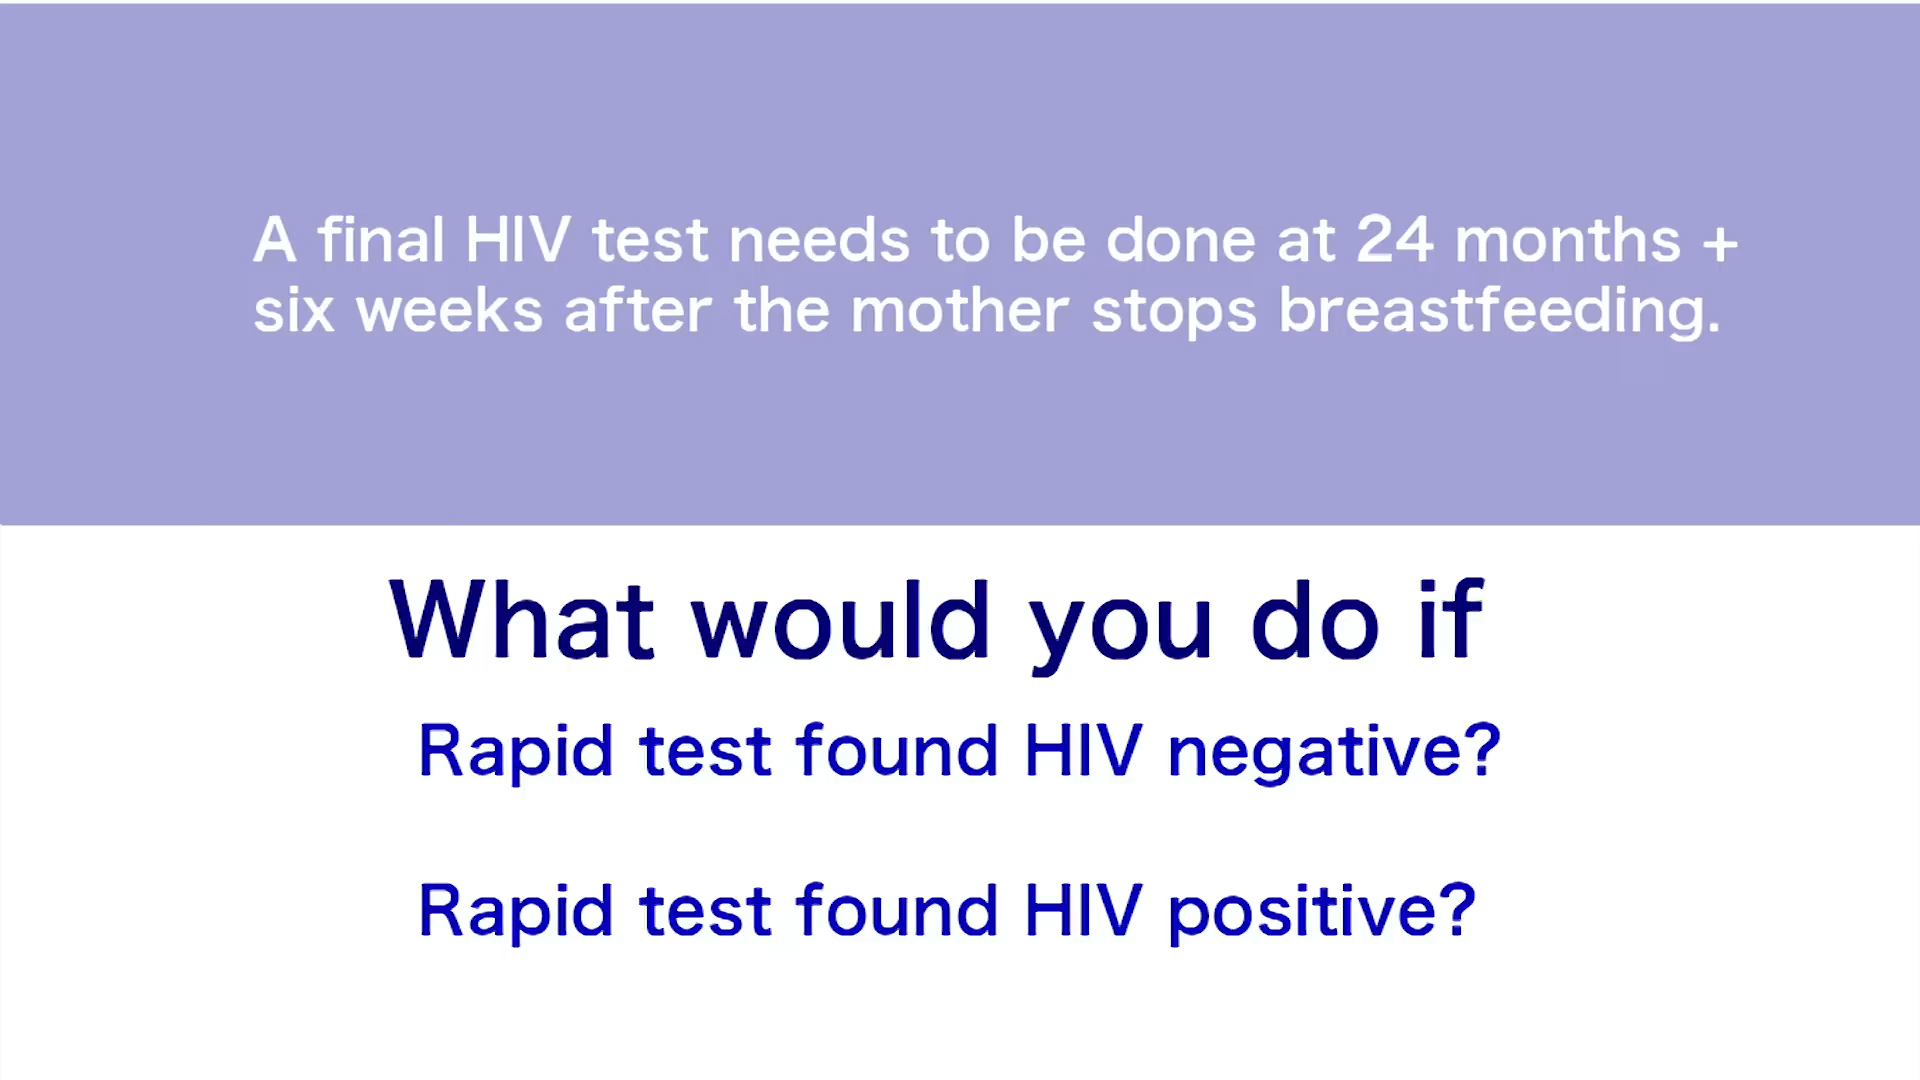 A final HIV test needs to be done at 24 months +
six weeks after the mother stops breastfeeding.
What would you do if
Rapid test found HIV negative?
Rapid test found HIV positive?